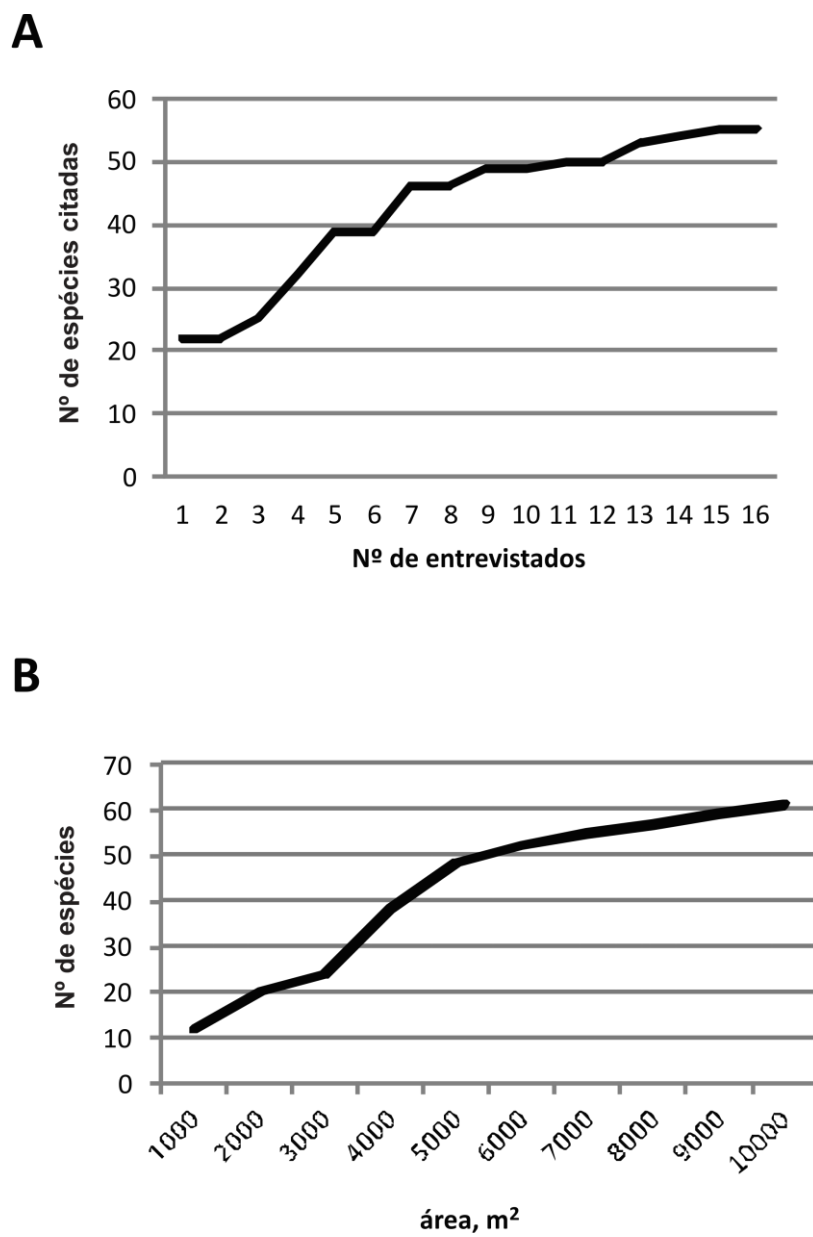 A
60
50
40
30
20
10
0
Nº de espécies citadas
1 2 3 4 5 6 7 8 9 10 11 12 13 14 15 16
Nº de entrevistados
B
70
60
50
40
30
20
10
0
Nº de espécies
1000 2000 3000 4000 5000 6000 7000 8000 9000 10000
área, m²